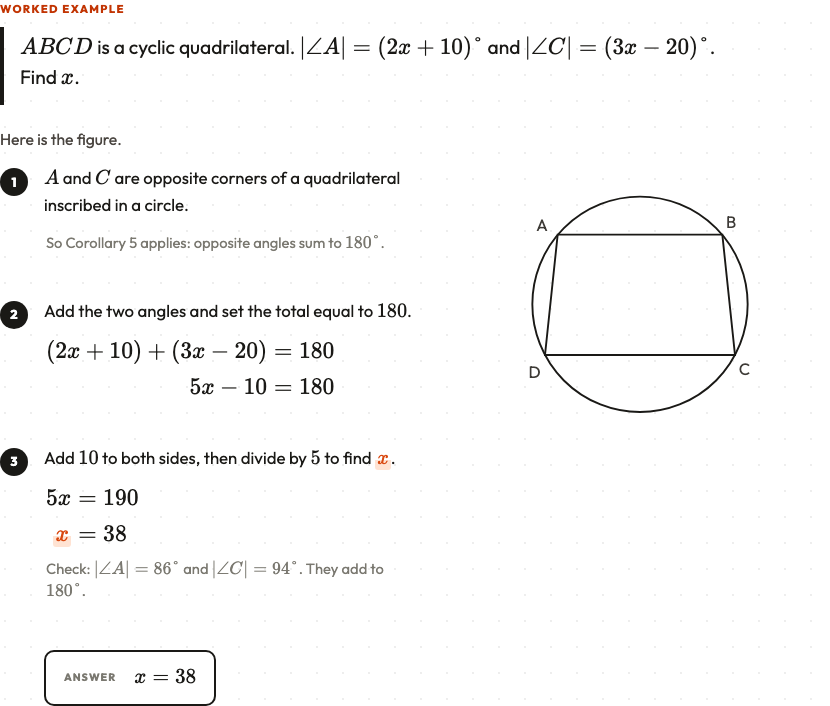 WORKED EXAMPLE
ABCD is a cyclic quadrilateral. |∠A| = (2x + 10)° and |∠C| = (3x − 20)°.
Find x.
Here is the figure.
1 A and C are opposite corners of a quadrilateral
inscribed in a circle.
So Corollary 5 applies: opposite angles sum to 180°.
2 Add the two angles and set the total equal to 180.
(2x + 10) + (3x − 20) = 180
5x − 10 = 180
3 Add 10 to both sides, then divide by 5 to find x.
5x = 190
x = 38
Check: |∠A| = 86° and |∠C| = 94°. They add to
180°.
ANSWER x = 38
A
B
D
C